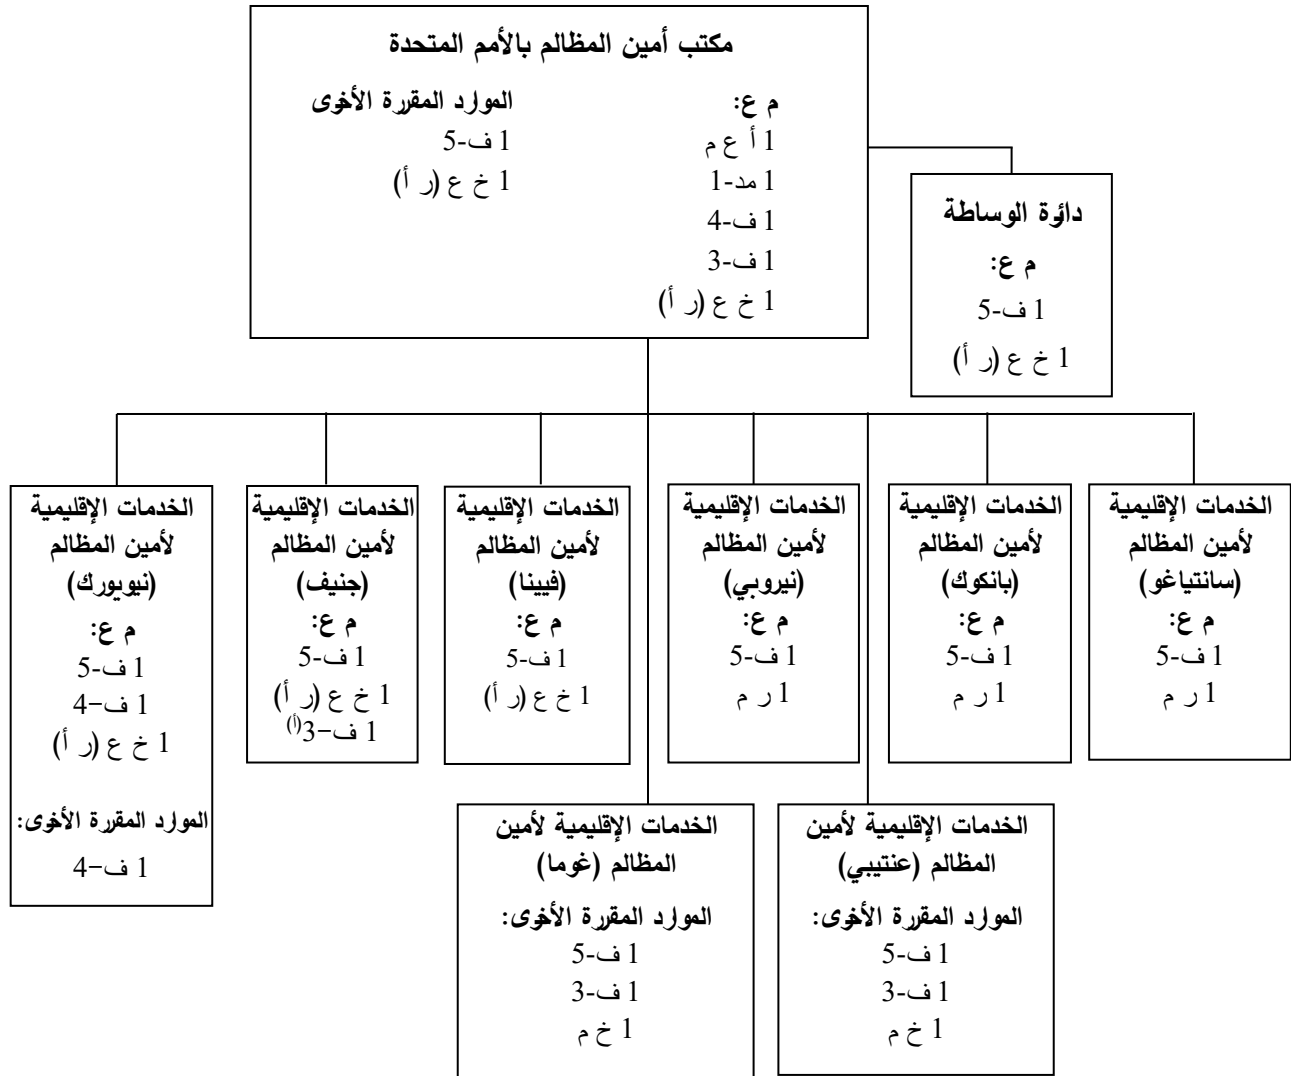 مكتب أمين المظالم بالأمم المتحدة
م ع:
1 أ ع م
1 مد-1
1 ف-4
1 ف-3
1 خ ع (ر أ)
الموارد المقررة الأخرى
1 ف-5
1 خ ع (ر أ)
دائرة الوساطة
م ع:
1 ف-5
1 خ ع (ر أ)
الخدمات الإقليمية
لأمين المظالم
(سانتياغو)
م ع:
1 ف-5
1 ر م
الخدمات الإقليمية
لأمين المظالم
(بانكوك)
م ع:
1 ف-5
1 ر م
الخدمات الإقليمية
لأمين المظالم
(نيروبي)
م ع:
1 ف-5
1 ر م
الخدمات الإقليمية
لأمين المظالم
(فيينا)
م ع:
1 ف-5
1 خ ع (ر أ)
الخدمات الإقليمية
لأمين المظالم
(جنيف)
م ع:
1 ف-5
1 خ ع (ر أ)
1 ف-3(أ)
الخدمات الإقليمية
لأمين المظالم
(نيويورك)
م ع:
1 ف-5
1 ف-4
1 خ ع (ر أ)
الموارد المقررة الأخرى:
1 ف-4
الخدمات الإقليمية لأمين
المظالم (عنتيبي)
الموارد المقررة الأخرى:
1 ف-5
1 ف-3
1 خ م
الخدمات الإقليمية لأمين
المظالم (غوما)
الموارد المقررة الأخرى:
1 ف-5
1 ف-3
1 خ م